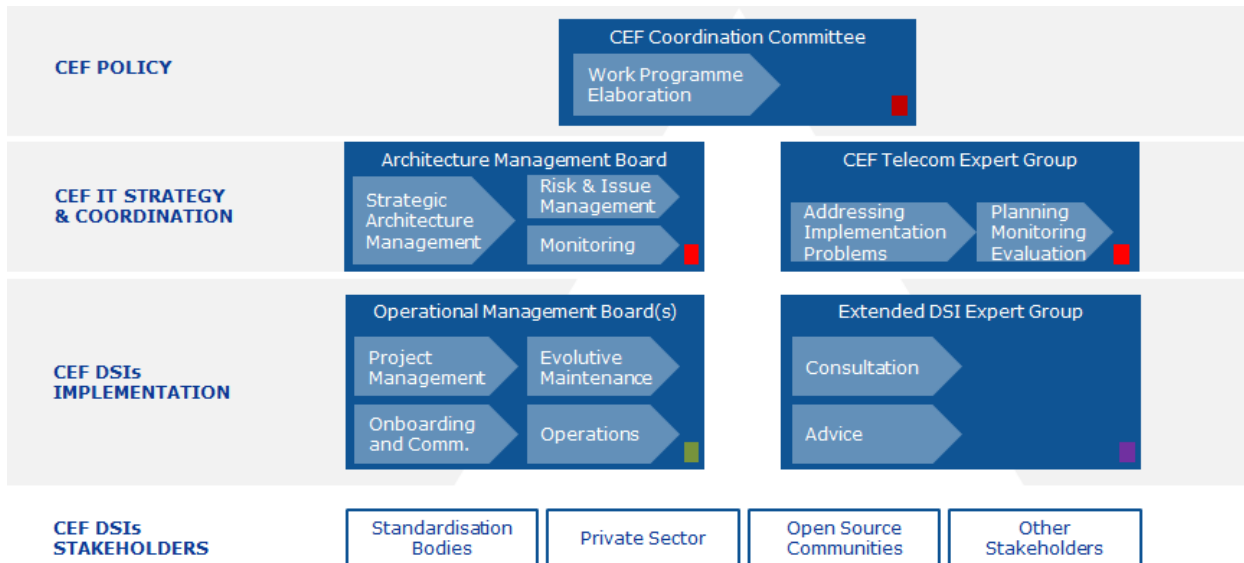 CEF POLICY
CEF Coordination Committee
Work Programme
Elaboration
CEF IT STRATEGY
& COORDINATION
Architecture Management Board
Strategic
Architecture
Management
Risk & Issue
Management
Monitoring
CEF Telecom Expert Group
Addressing
Implementation
Problems
Planning
Monitoring
Evaluation
CEF DSIs
IMPLEMENTATION
Operational Management Board(s)
Project
Management
Evolutive
Maintenance
Onboarding
and Comm.
Operations
Extended DSI Expert Group
Consultation
Advice
CEF DSIs
STAKEHOLDERS
Standardisation
Bodies
Private Sector
Open Source
Communities
Other
Stakeholders